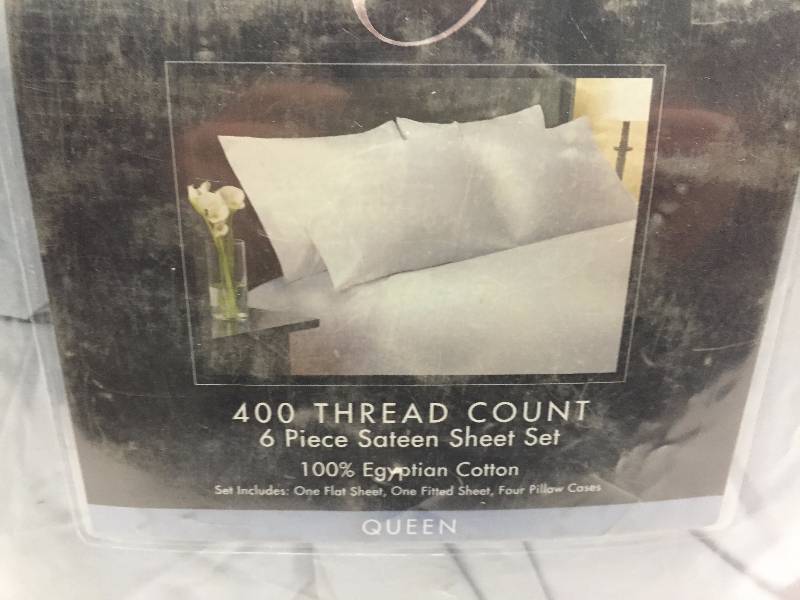 400 THREAD COUNT
6 Piece Sateen Sheet Set
100% Egyptian Cotton
Set Includes: One Flat Sheet, One Fitted Sheet, Four Pillow Cases
QUEEN